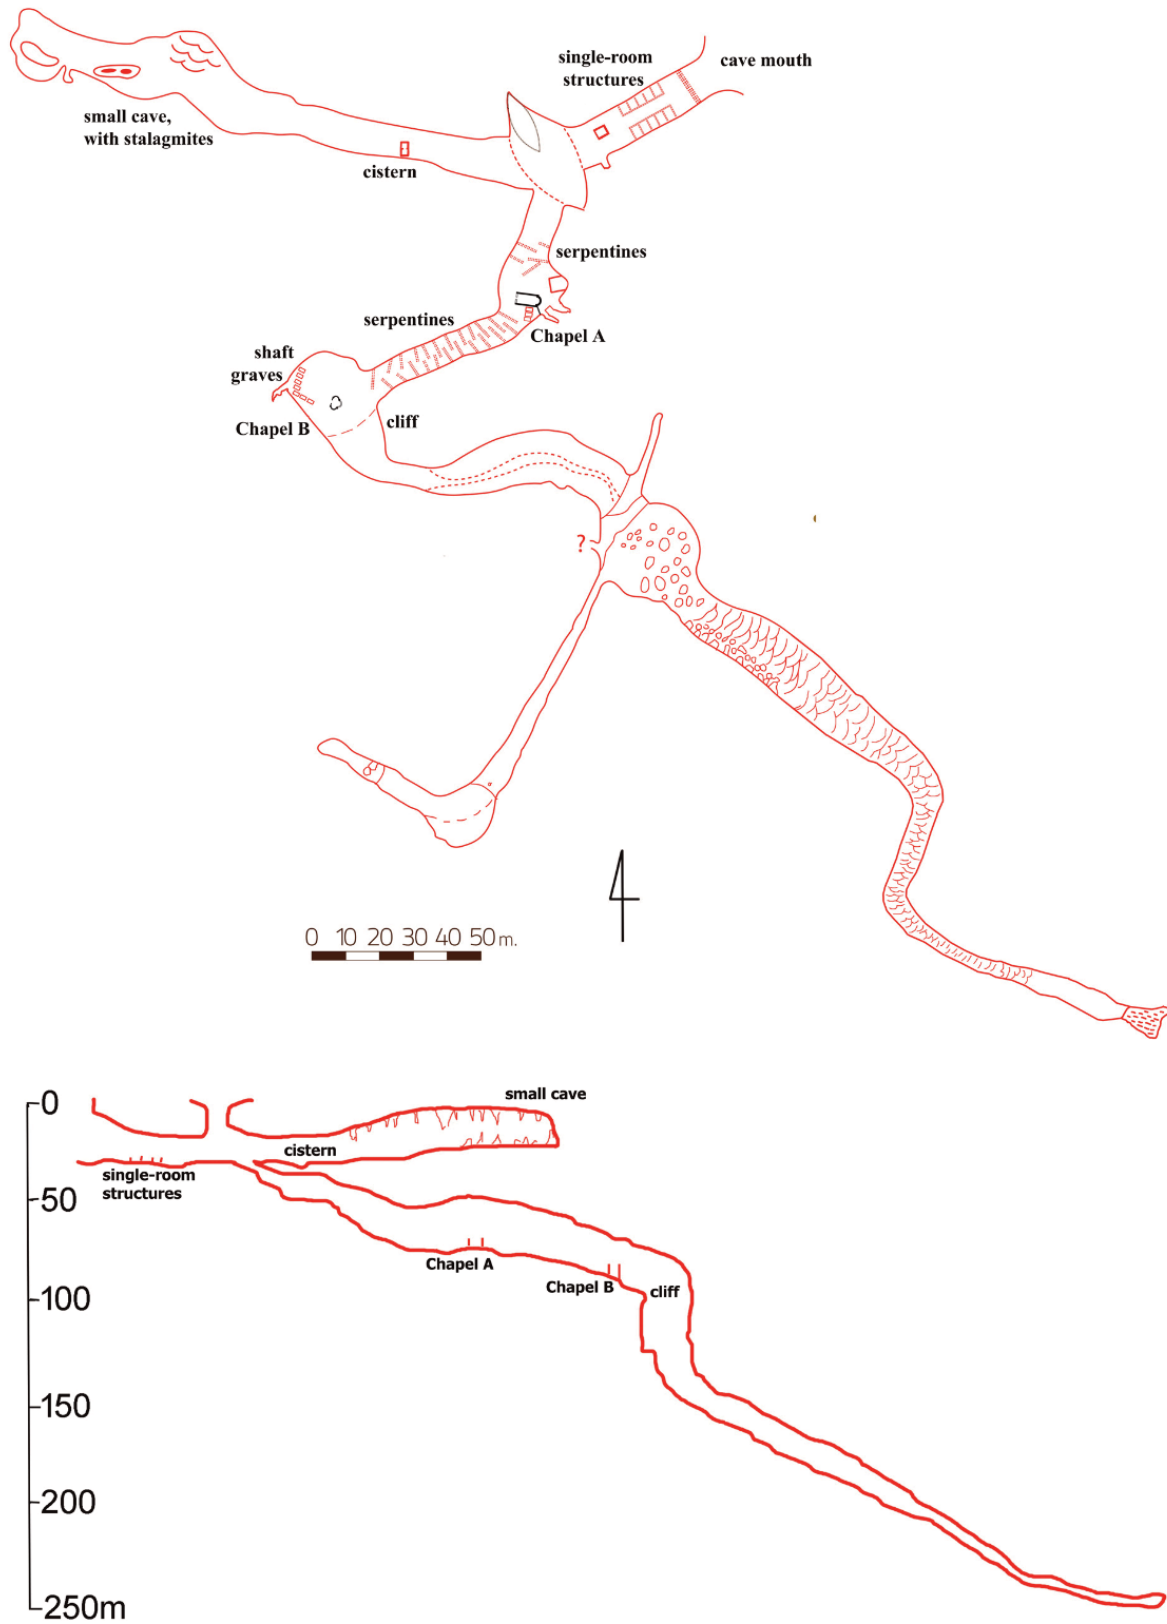 single-room
structures
cave mouth
small cave,
with stalagmites
cistern
serpentines
serpentines
Chapel A
shaft
graves
Chapel B
cliff
?
0 10 20 30 40 50 m.
0
small cave
cistern
single-room
structures
50
Chapel A
Chapel B
cliff
100
150
200
250m